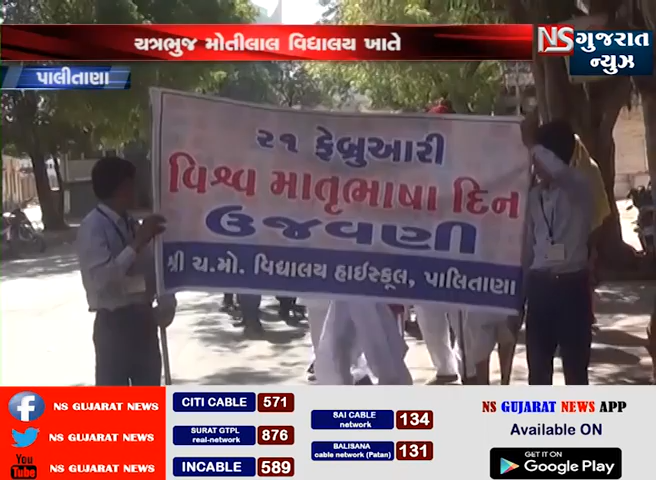 ચત્રભુજ મોતીલાલ વિદ્યાલય ખાતે
NS ગુજરાત
ન્યુઝ
પાલીતાણા
૨૧ ફેબ્રુઆરી
વિશ્વ માતૃભાષા દિન
ઉજવણી
શ્રી ચ.મો. વિદ્યાલય હાઈસ્કૂલ, પાલિતાણા
f NS GUJARAT NEWS
NS GUJARAT NEWS
You Tube NS GUJARAT NEWS
CITI CABLE 571
SURAT GTPL
real-network 876
INCABLE 589
SAI CABLE
network 134
BALISANA
cable network (Patan) 131
NS GUJARAT NEWS APP
Available ON
GET IT ON
Google Play